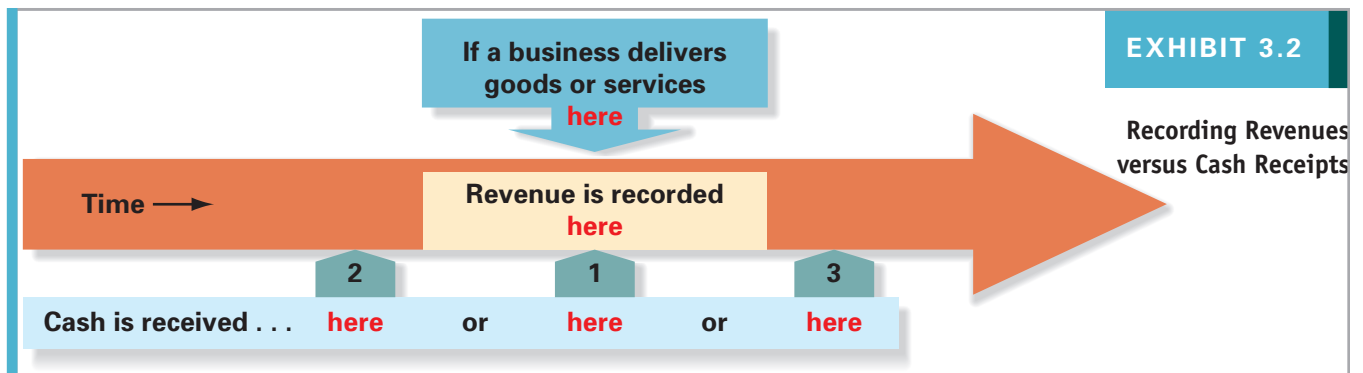 If a business delivers
goods or services
here
EXHIBIT 3.2
Recording Revenues
versus Cash Receipts
Time
Revenue is recorded
here
2
1
3
Cash is received . . . here or here or here